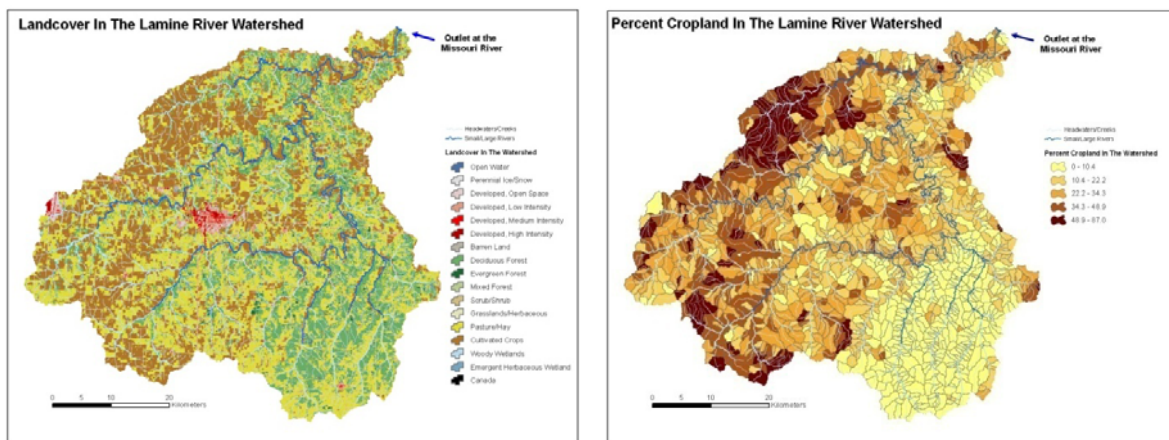 Landcover In The Lamine River Watershed
Outlet at the
Missouri River
Headwaters/Creeks
Small/Large Rivers
Landcover In The Watershed
Open Water
Perennial Ice/Snow
Developed, Open Space
Developed, Low Intensity
Developed, Medium Intensity
Developed, High Intensity
Barren Land
Deciduous Forest
Evergreen Forest
Mixed Forest
Scrub/Shrub
Grasslands/Herbaceous
Pasture/Hay
Cultivated Crops
Woody Wetlands
Emergent Herbaceous Wetland
Canada
0 10 20
Kilometers
Percent Cropland In The Lamine River Watershed
Outlet at the
Missouri River
Headwaters/Creeks
Small/Large Rivers
Percent Cropland In The Watershed
0 - 10.4
10.4 - 22.2
22.2 - 34.3
34.3 - 48.9
48.9 - 87.0
0 10 20
Kilometers